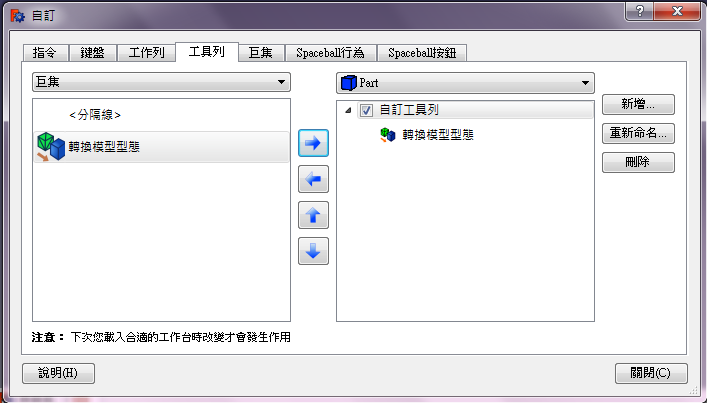 自訂
指令 鍵盤 工作列 工具列 巨集 Spaceball行為 Spaceball按鈕
巨集
<分隔線>
轉換模型型態
Part
自訂工具列
轉換模型型態
新增...
重新命名...
刪除
注意： 下次您載入合適的工作台時改變才會發生作用
說明(H)
關閉(C)